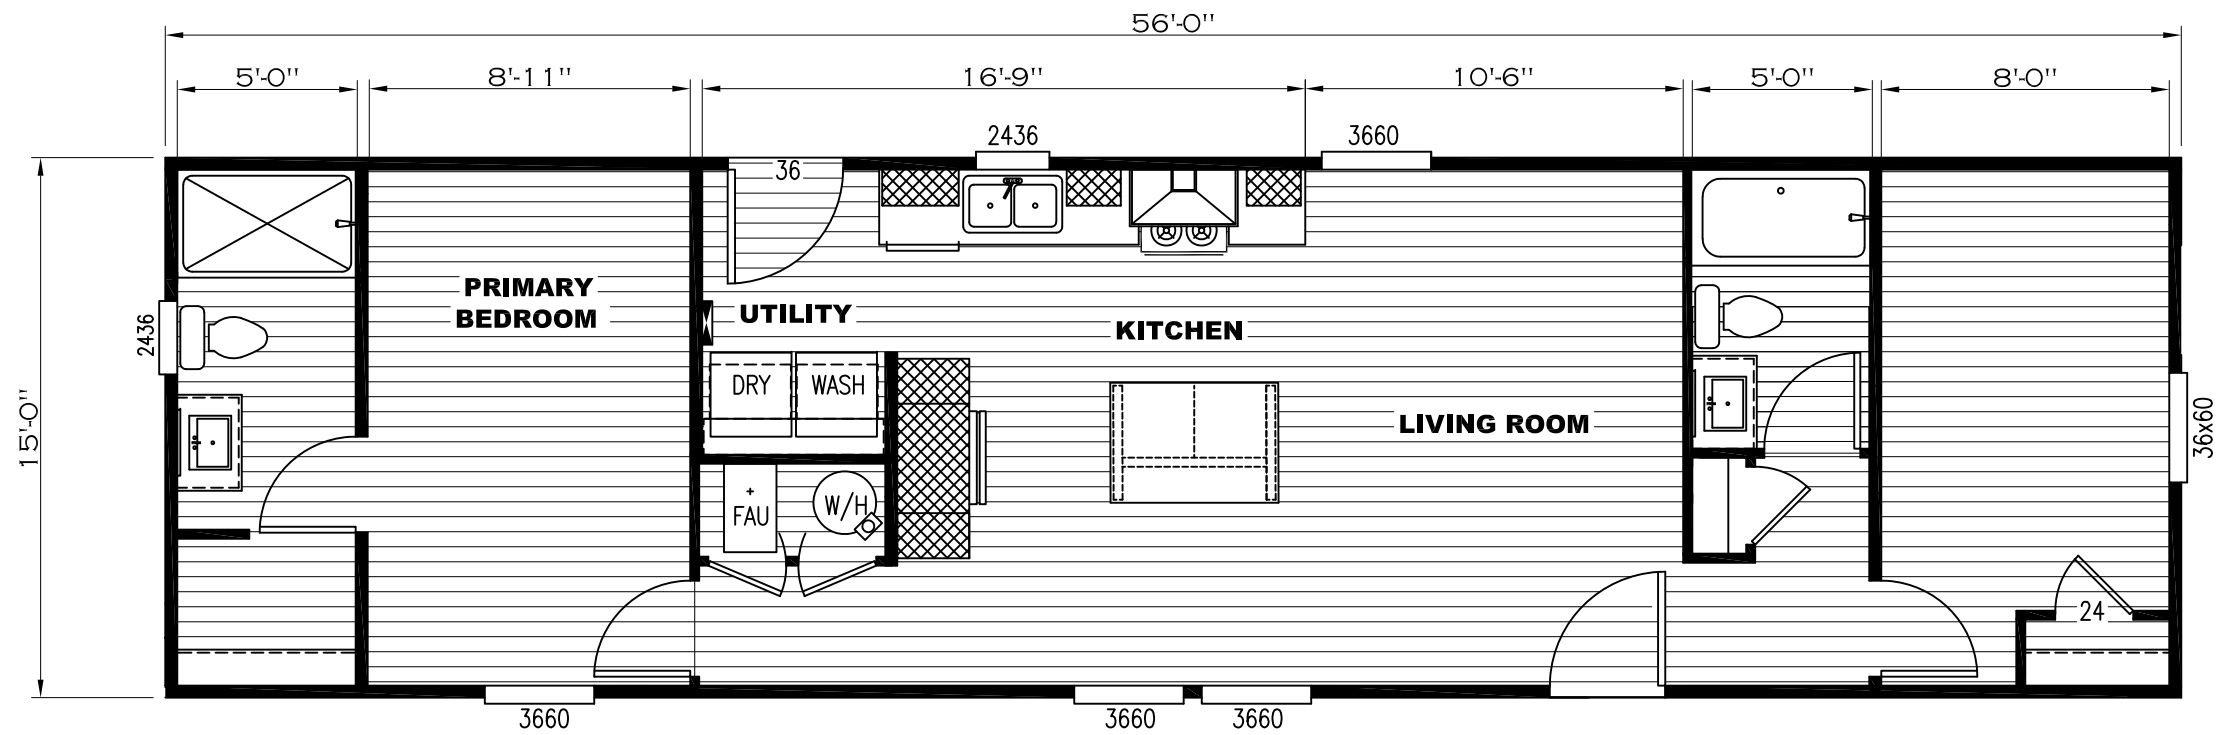 56'-0"
5'-0"
8'-11"
16'-9"
10'-6"
5'-0"
8'-0"
2436
3660
36
PRIMARY
BEDROOM
UTILITY
KITCHEN
2436
DRY
WASH
LIVING ROOM
15'-0"
36x60
FAU
W/H
24
3660
3660
3660